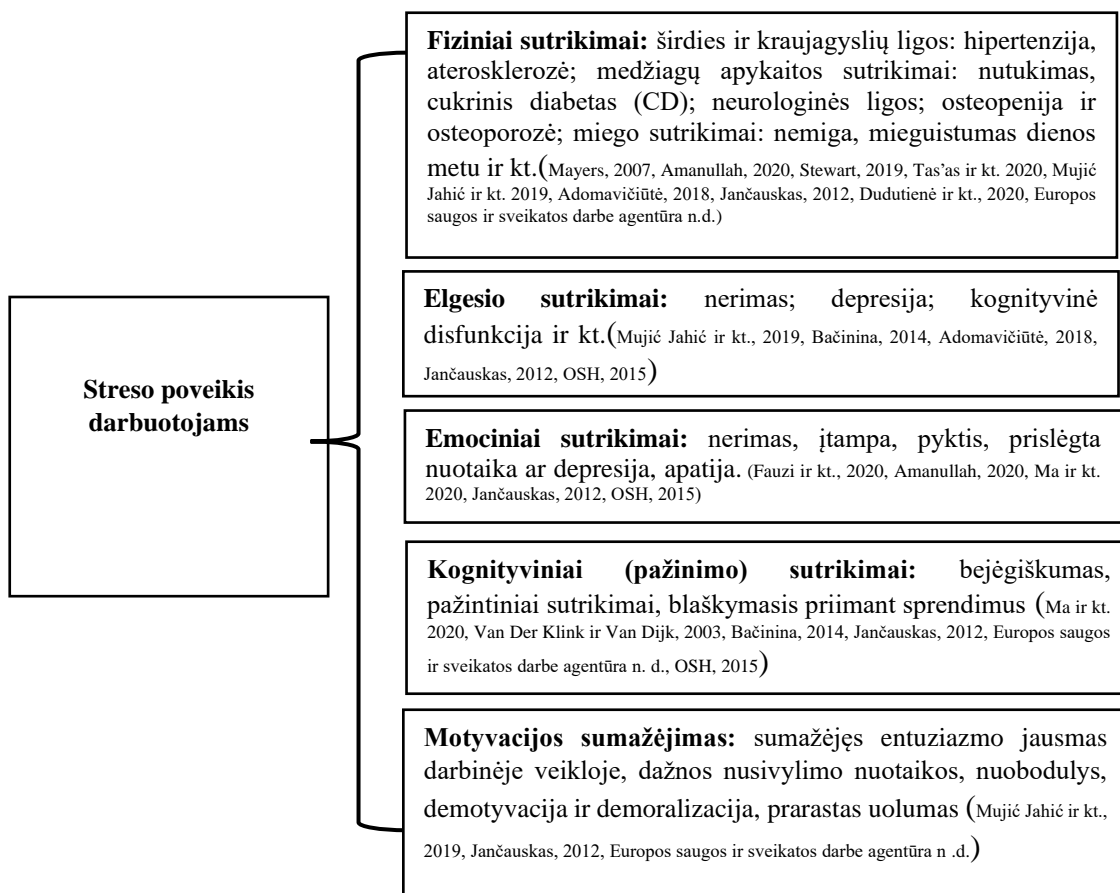 Fiziniai sutrikimai: širdies ir kraujagyslių ligos: hipertenzija,
aterosklerozė; medžiagų apykaitos sutrikimai: nutukimas,
cukrinis diabetas (CD); neurologinės ligos; osteopenija ir
osteoporozė; miego sutrikimai: nemiga, mieguistumas dienos
metu ir kt.(Mayers, 2007, Amanullah, 2020, Stewart, 2019, Tas'as ir kt. 2020, Mujić
Jahić ir kt. 2019, Adomavičiūtė, 2018, Jančauskas, 2012, Dudutienė ir kt., 2020, Europos
saugos ir sveikatos darbe agentūra n.d.)
Elgesio sutrikimai: nerimas; depresija; kognityvinė
disfunkcija ir kt.(Mujić Jahić ir kt., 2019, Bačinina, 2014, Adomavičiūtė, 2018,
Jančauskas, 2012, OSH, 2015)
Streso poveikis
darbuotojams
Emociniai sutrikimai: nerimas, įtampa, pyktis, prislėgta
nuotaika ar depresija, apatija. (Fauzi ir kt., 2020, Amanullah, 2020, Ma ir kt.
2020, Jančauskas, 2012, OSH, 2015)
Kognityviniai (pažinimo) sutrikimai: bejėgiškumas,
pažintiniai sutrikimai, blaškymasis priimant sprendimus (Ma ir kt.
2020, Van Der Klink ir Van Dijk, 2003, Bačinina, 2014, Jančauskas, 2012, Europos saugos
ir sveikatos darbe agentūra n. d., OSH, 2015)
Motyvacijos sumažėjimas: sumažėjęs entuziazmo jausmas
darbinėje veikloje, dažnos nusivylimo nuotaikos, nuobodulys,
demotyvacija ir demoralizacija, prarastas uolumas (Mujić Jahić ir kt.,
2019, Jančauskas, 2012, Europos saugos ir sveikatos darbe agentūra n .d.)